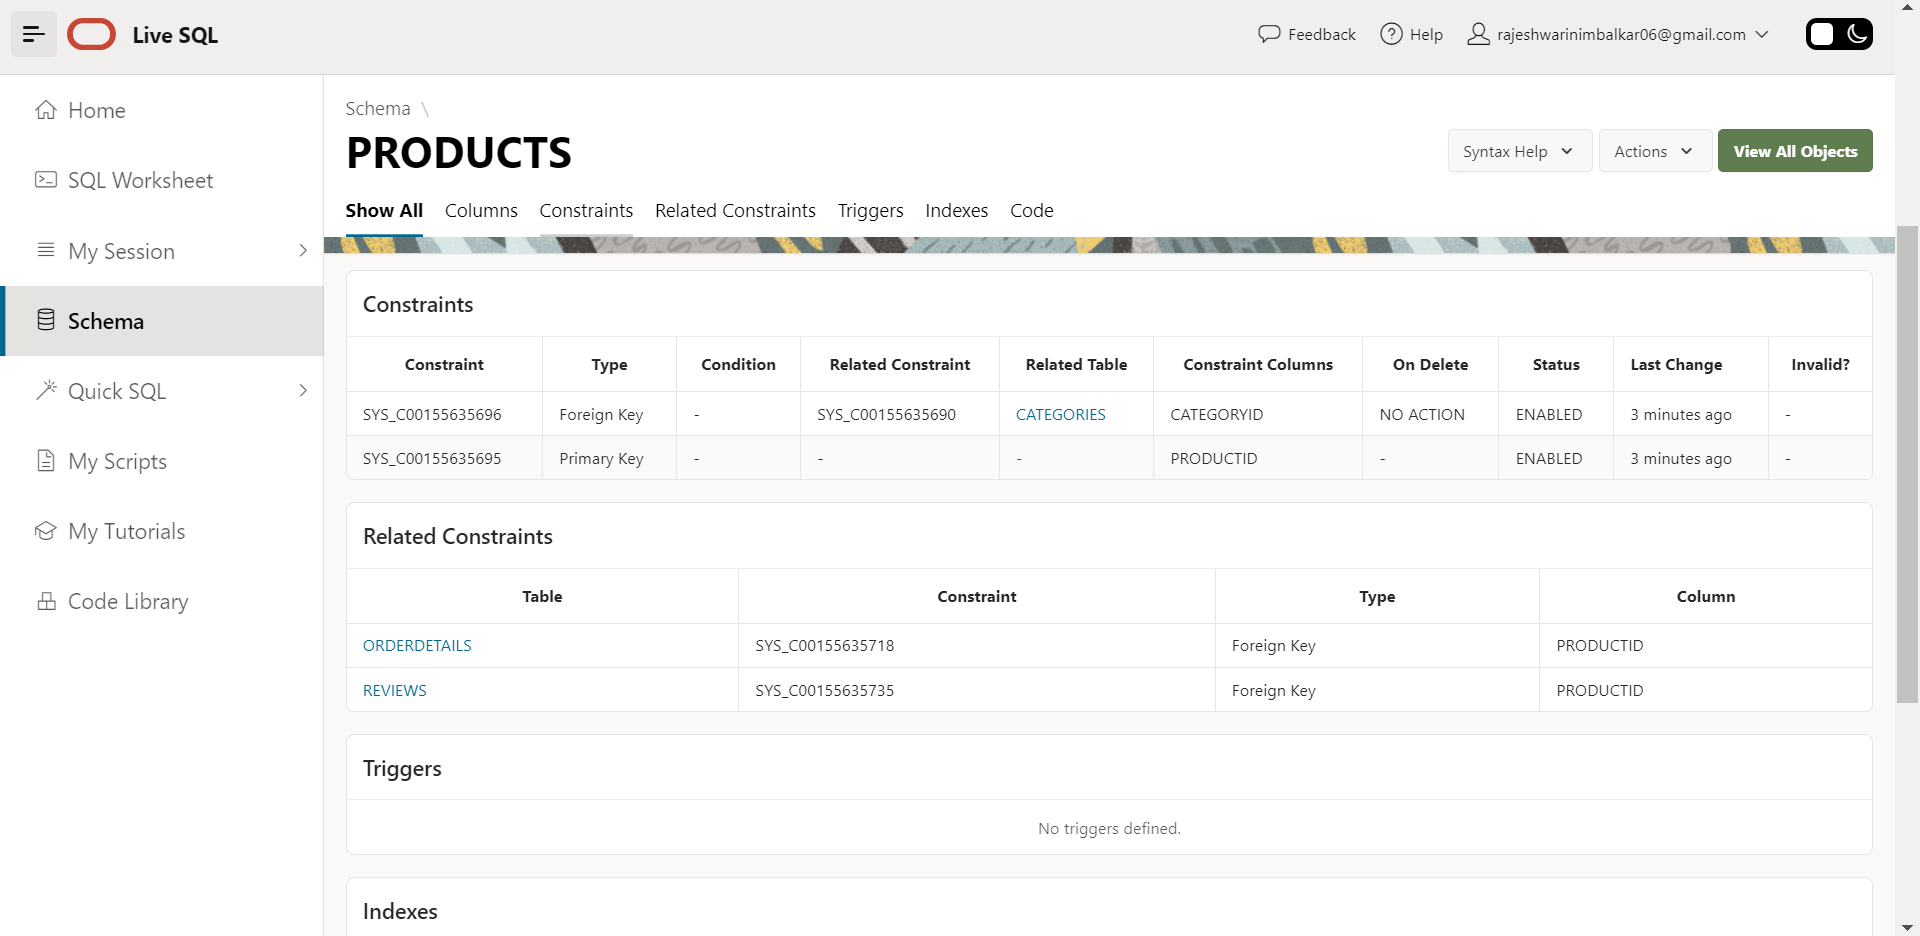 Live SQL
Feedback
Help
rajeshwarinimbalkar06@gmail.com
Home
SQL Worksheet
My Session
Schema
Quick SQL
My Scripts
My Tutorials
Code Library
Schema \
PRODUCTS
Syntax Help
Actions
View All Objects
Show All Columns Constraints Related Constraints Triggers Indexes Code
Constraints
Constraint Type Condition Related Constraint Related Table Constraint Columns On Delete Status Last Change Invalid?
SYS_C00155635696 Foreign Key - SYS_C00155635690 CATEGORIES CATEGORYID NO ACTION ENABLED 3 minutes ago -
SYS_C00155635695 Primary Key - - - PRODUCTID - ENABLED 3 minutes ago -
Related Constraints
Table Constraint Type Column
ORDERDETAILS SYS_C00155635718 Foreign Key PRODUCTID
REVIEWS SYS_C00155635735 Foreign Key PRODUCTID
Triggers
No triggers defined.
Indexes